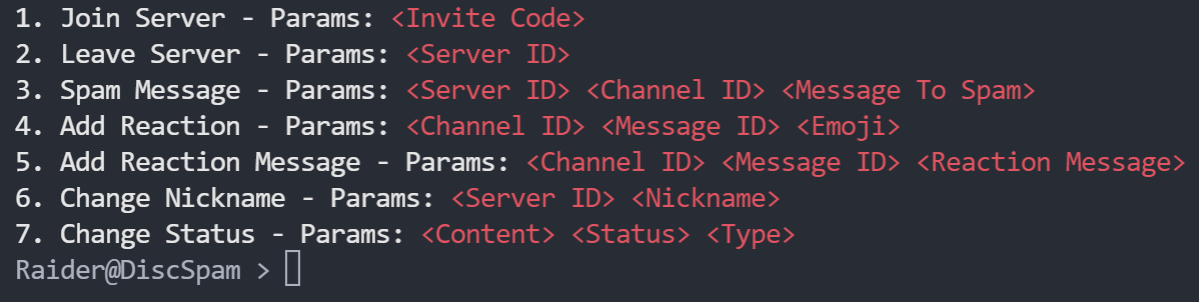 1. Join Server - Params: <Invite Code>
2. Leave Server - Params: <Server ID>
3. Spam Message - Params: <Server ID> <Channel ID> <Message To Spam>
4. Add Reaction - Params: <Channel ID> <Message ID> <Emoji>
5. Add Reaction Message - Params: <Channel ID> <Message ID> <Reaction Message>
6. Change Nickname - Params: <Server ID> <Nickname>
7. Change Status - Params: <Content> <Status> <Type>
Raider@DiscSpam >